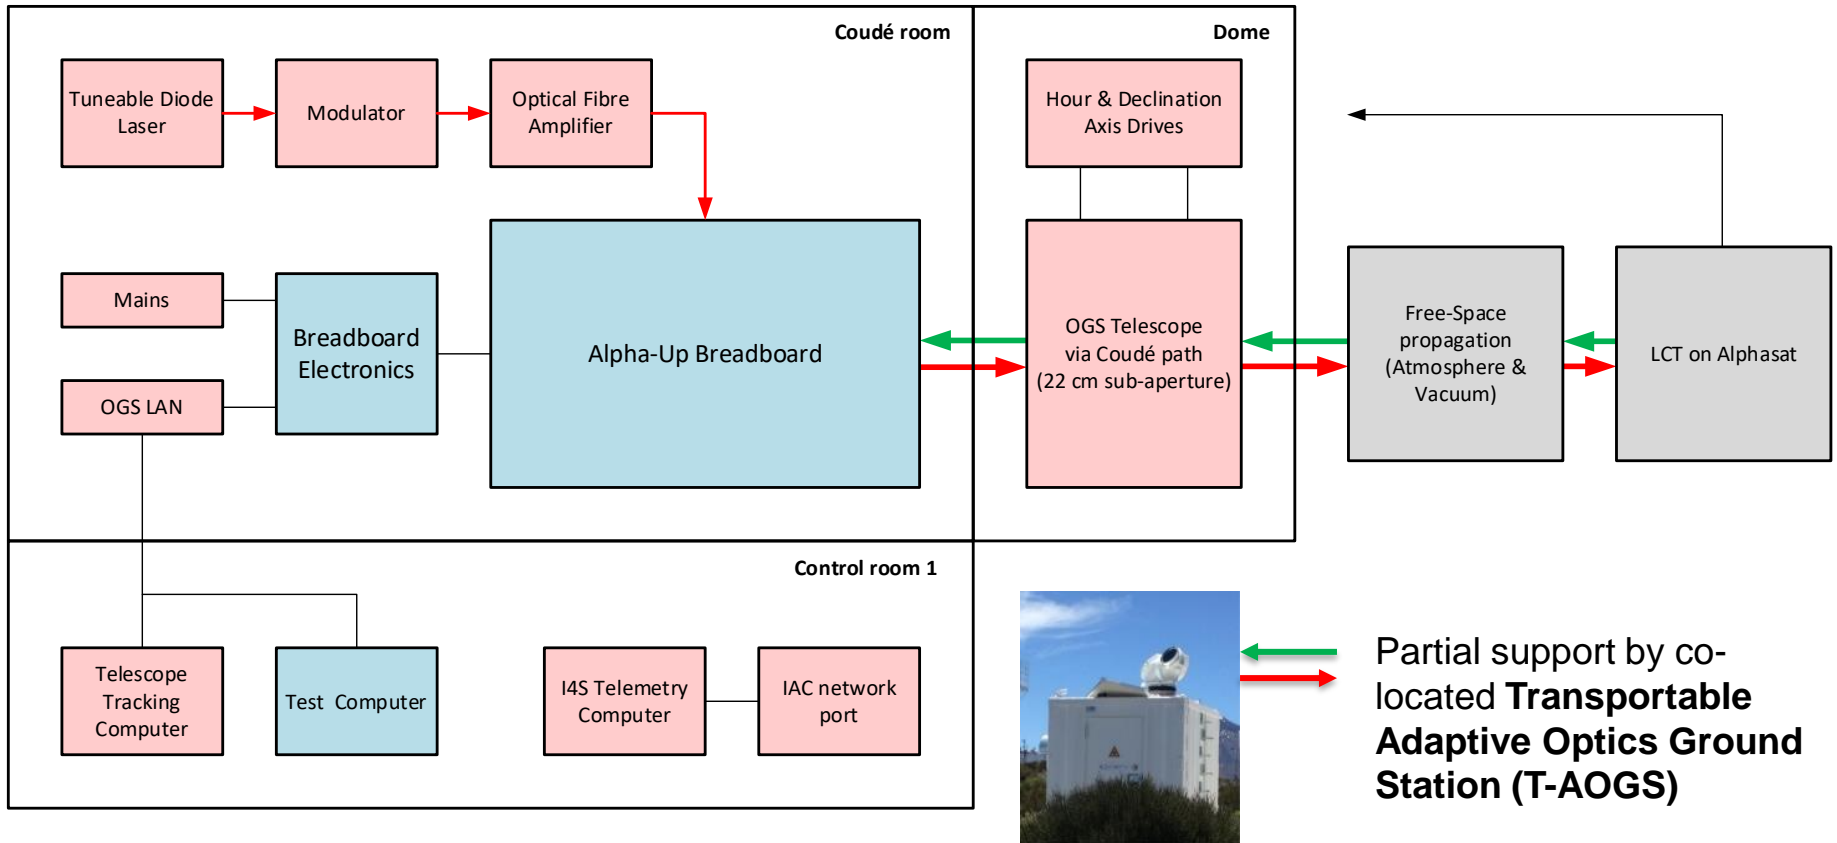 Coudé room
Dome
Tuneable Diode
Laser
Modulator
Optical Fibre
Amplifier
Hour & Declination
Axis Drives
Mains
Breadboard
Electronics
OGS LAN
Alpha-Up Breadboard
OGS Telescope
via Coudé path
(22 cm sub-aperture)
Free-Space
propagation
(Atmosphere &
Vacuum)
LCT on Alphasat
Control room 1
Telescope
Tracking
Computer
Test Computer
I4S Telemetry
Computer
IAC network
port
Partial support by co-
located Transportable
Adaptive Optics Ground
Station (T-AOGS)